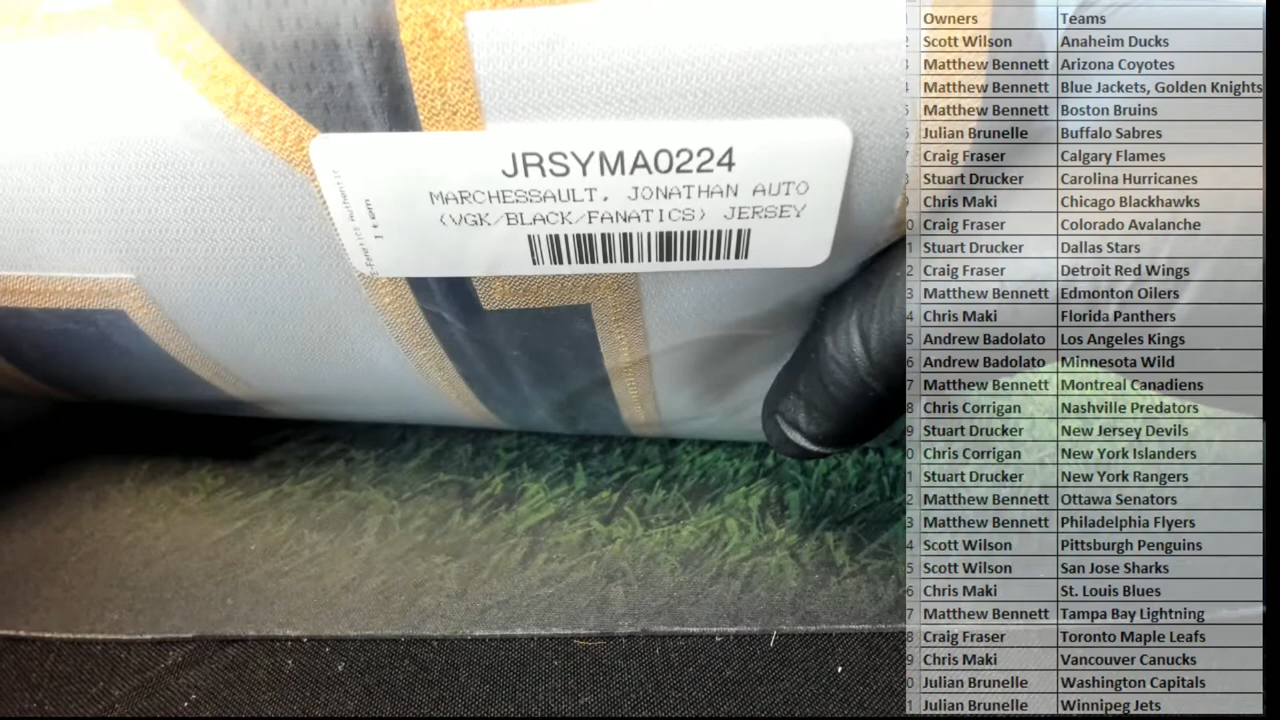 JRSYMA0224
MARCHESSAULT, JONATHAN AUTO
(VGK/BLACK/FANATICS) JERSEY
Item
Owners Teams
Scott Wilson Anaheim Ducks
Matthew Bennett Arizona Coyotes
Matthew Bennett Blue Jackets, Golden Knights
Matthew Bennett Boston Bruins
Julian Brunelle Buffalo Sabres
Craig Fraser Calgary Flames
Stuart Drucker Carolina Hurricanes
Chris Maki Chicago Blackhawks
Craig Fraser Colorado Avalanche
Stuart Drucker Dallas Stars
Craig Fraser Detroit Red Wings
Matthew Bennett Edmonton Oilers
Chris Maki Florida Panthers
Andrew Badolato Los Angeles Kings
Andrew Badolato Minnesota Wild
Matthew Bennett Montreal Canadiens
Chris Corrigan Nashville Predators
Stuart Drucker New Jersey Devils
Chris Corrigan New York Islanders
Stuart Drucker New York Rangers
Matthew Bennett Ottawa Senators
Matthew Bennett Philadelphia Flyers
Scott Wilson Pittsburgh Penguins
Scott Wilson San Jose Sharks
Chris Maki St. Louis Blues
Matthew Bennett Tampa Bay Lightning
Craig Fraser Toronto Maple Leafs
Chris Maki Vancouver Canucks
Julian Brunelle Washington Capitals
Julian Brunelle Winnipeg Jets